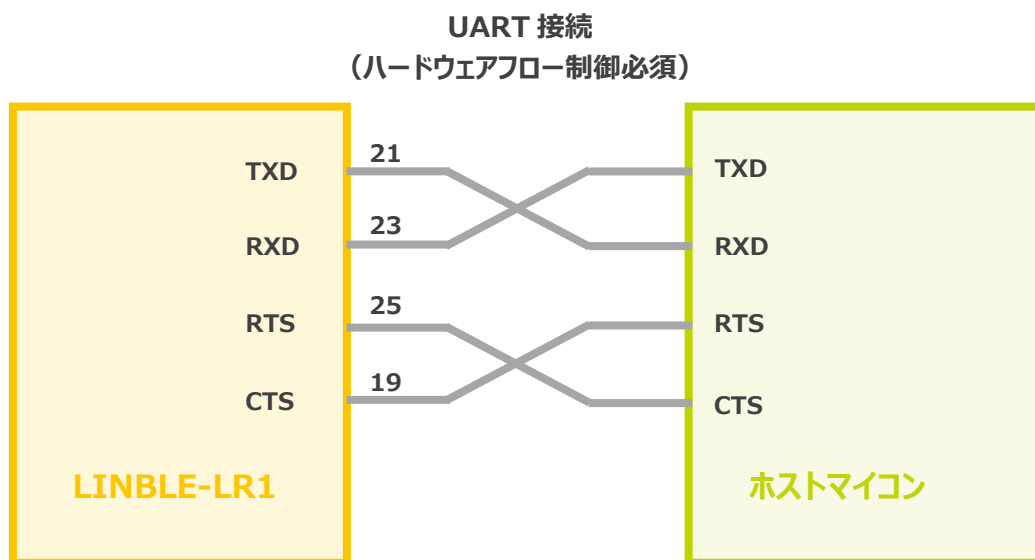 UART 接続
（ハードウェアフロー制御必須）
TXD 21 TXD
RXD 23 RXD
RTS 25 RTS
CTS 19 CTS
LINBLE-LR1 ホストマイコン